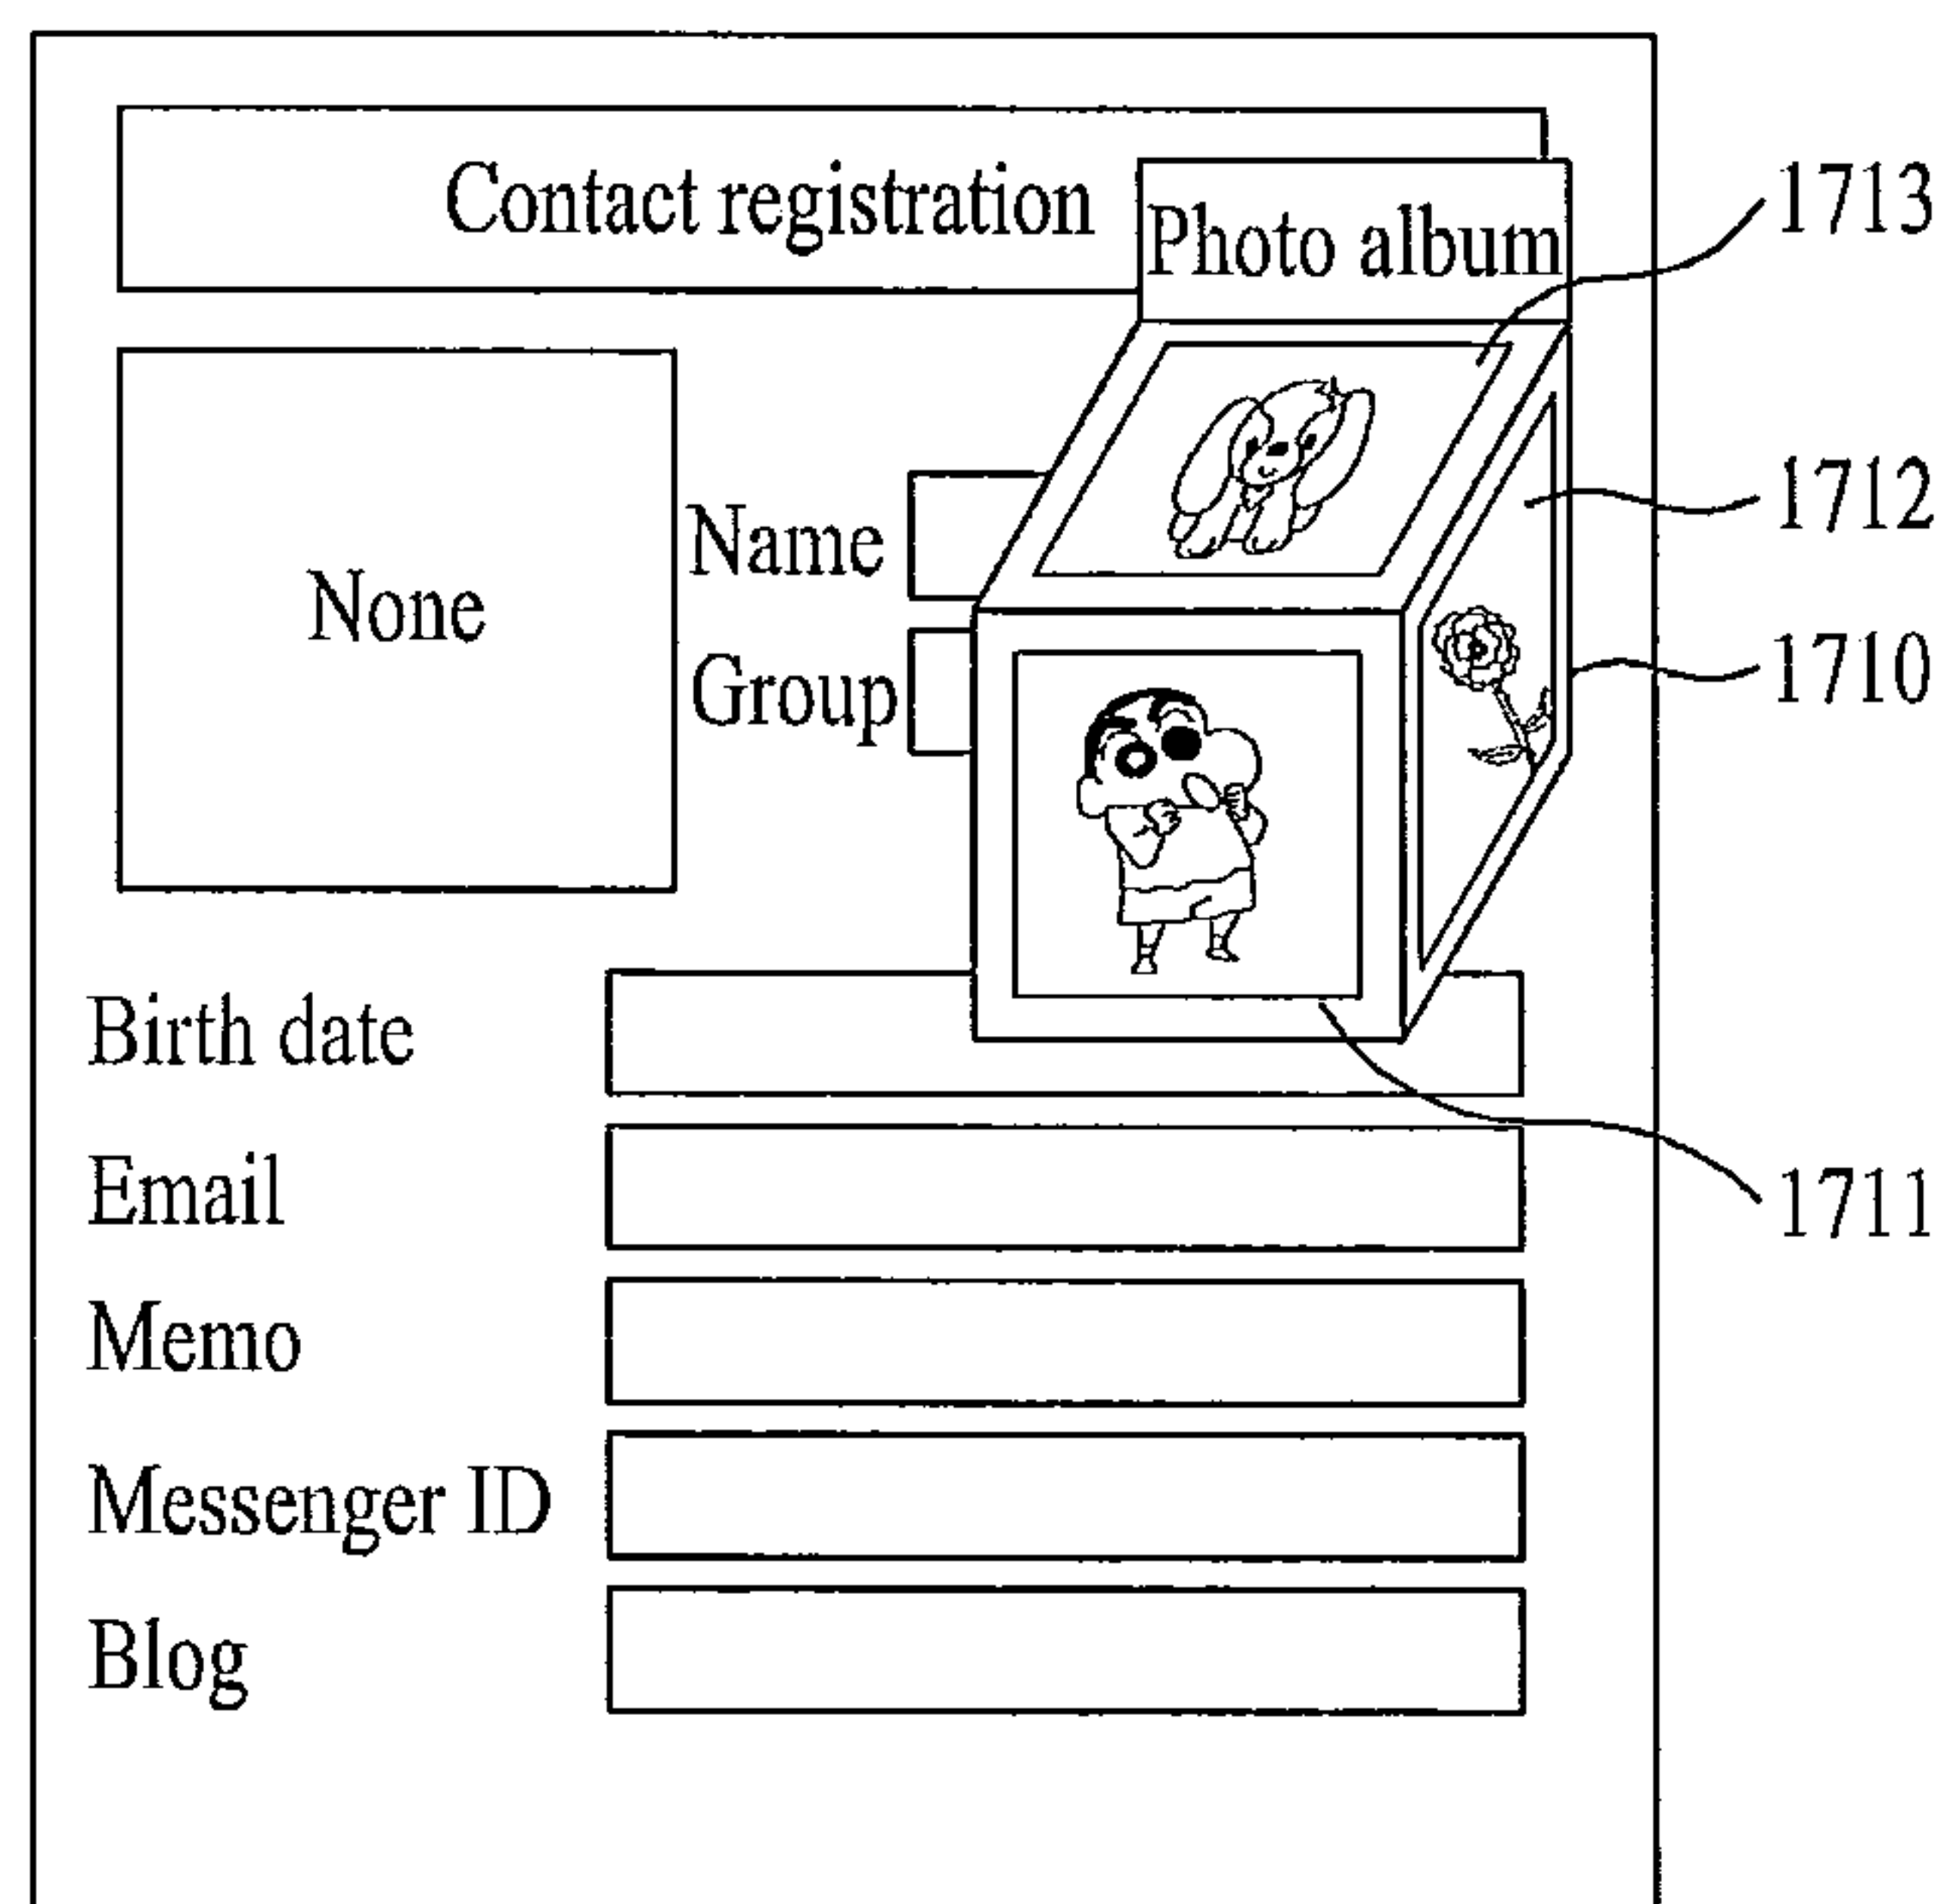 Contact registration
Photo album
1713
None
Name
1712
Group
1710
Birth date
Email
1711
Memo
Messenger ID
Blog